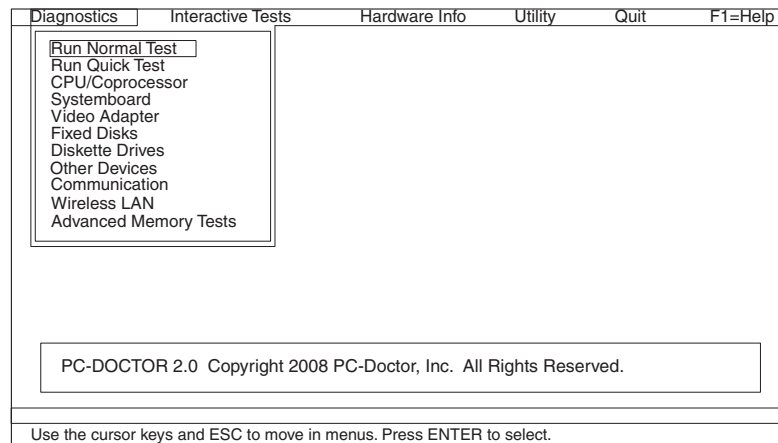 Diagnostics Interactive Tests Hardware Info Utility Quit F1=Help
Run Normal Test
Run Quick Test
CPU/Coprocessor
Systemboard
Video Adapter
Fixed Disks
Diskette Drives
Other Devices
Communication
Wireless LAN
Advanced Memory Tests
PC-DOCTOR 2.0 Copyright 2008 PC-Doctor, Inc. All Rights Reserved.
Use the cursor keys and ESC to move in menus. Press ENTER to select.